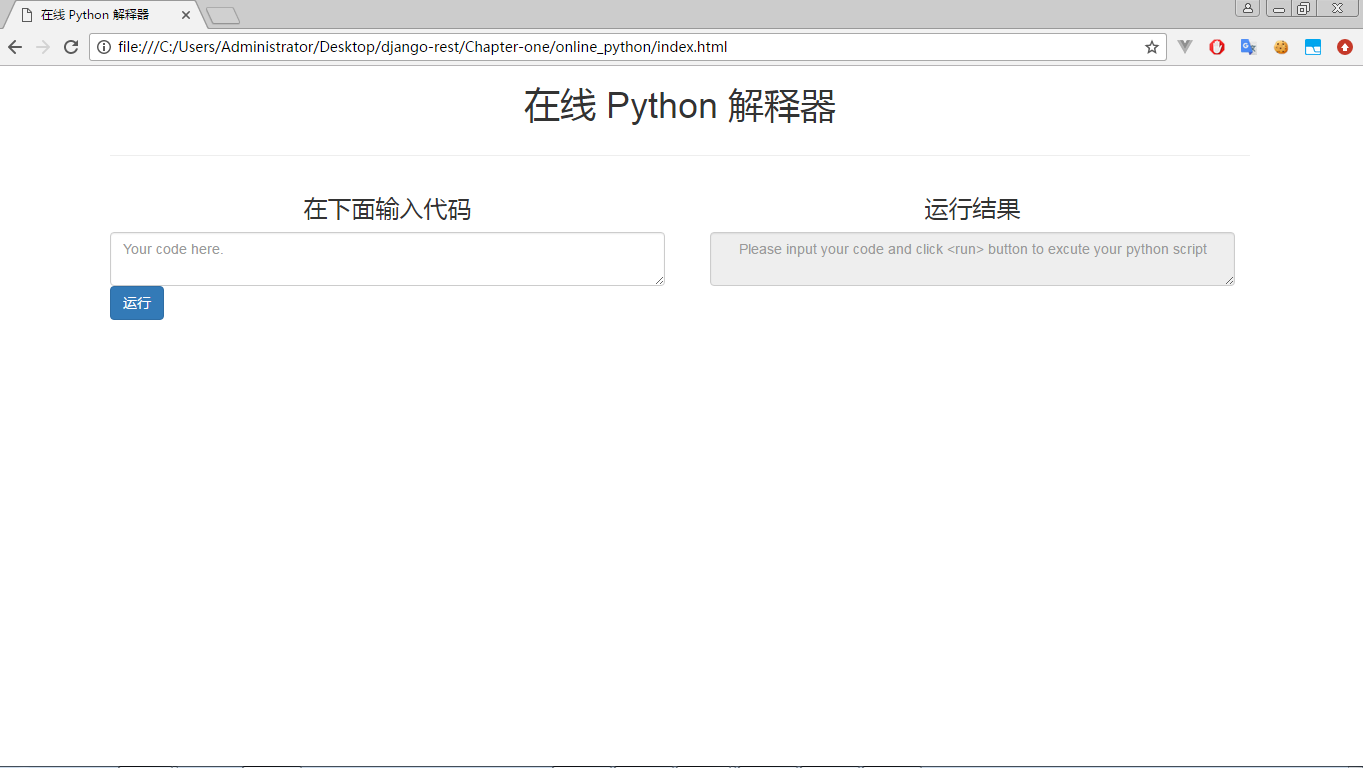 在线 Python 解释器
file:///C:/Users/Administrator/Desktop/django-rest/Chapter-one/online_python/index.html
在线 Python 解释器
在下面输入代码
运行结果
Your code here.
Please input your code and click <run> button to excute your python script
运行